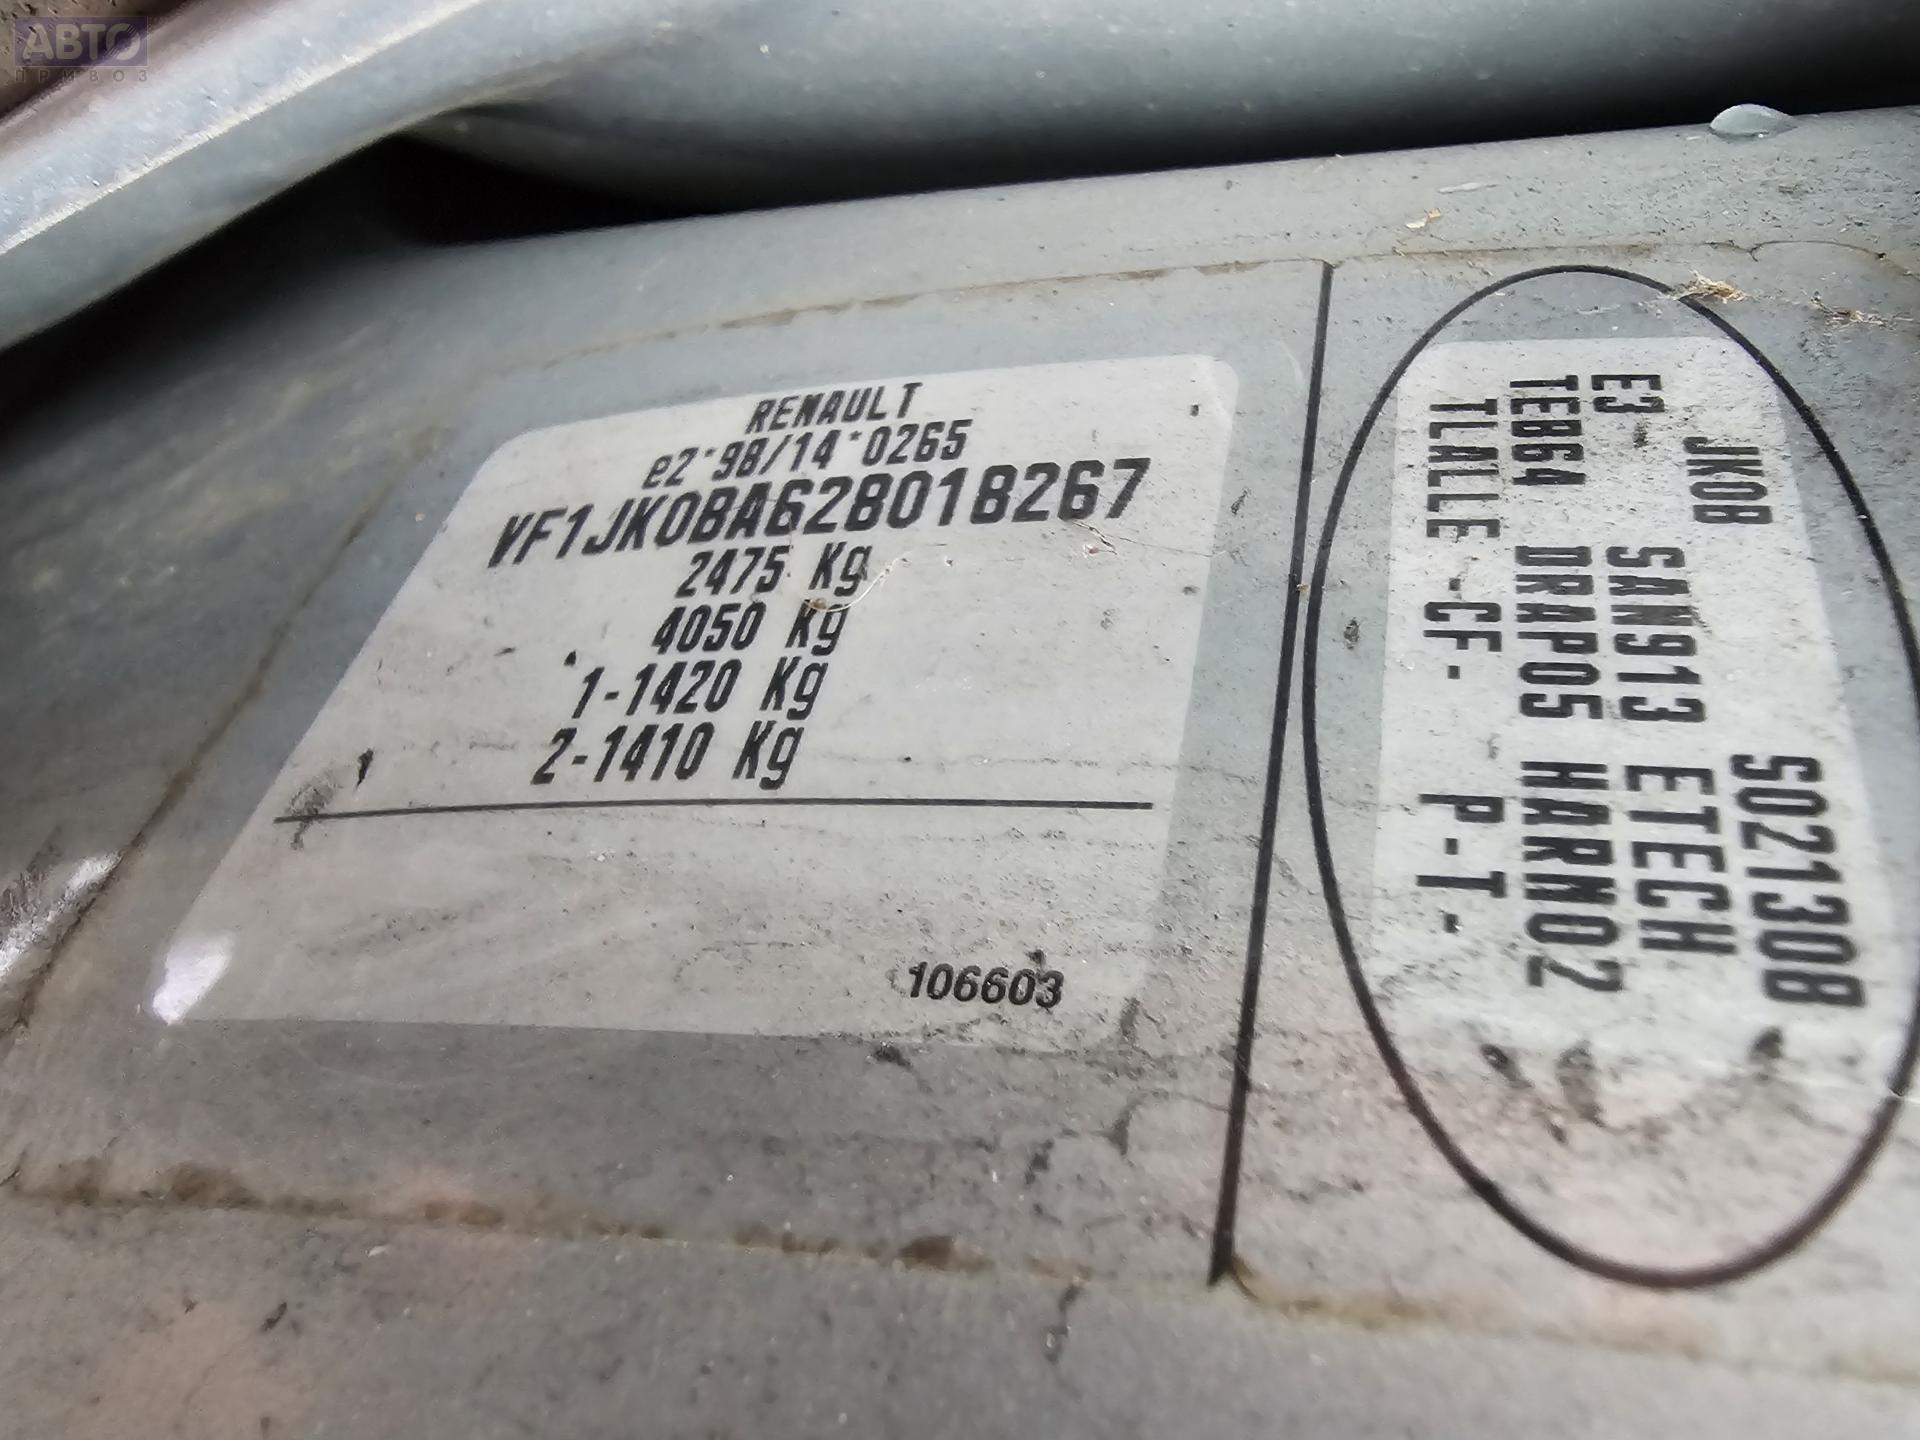 АВТО
ПРИВОЗ
RENAULT
e2*98/14*0265
VF1JK0BA628018267
2475 Kg
4050 Kg
1-1420 Kg
2-1410 Kg
106603
JK0B S021308
E3 SAN913 ETECH
TEB64 DRAP05 HARM02
TLALLE -CF- P-T-